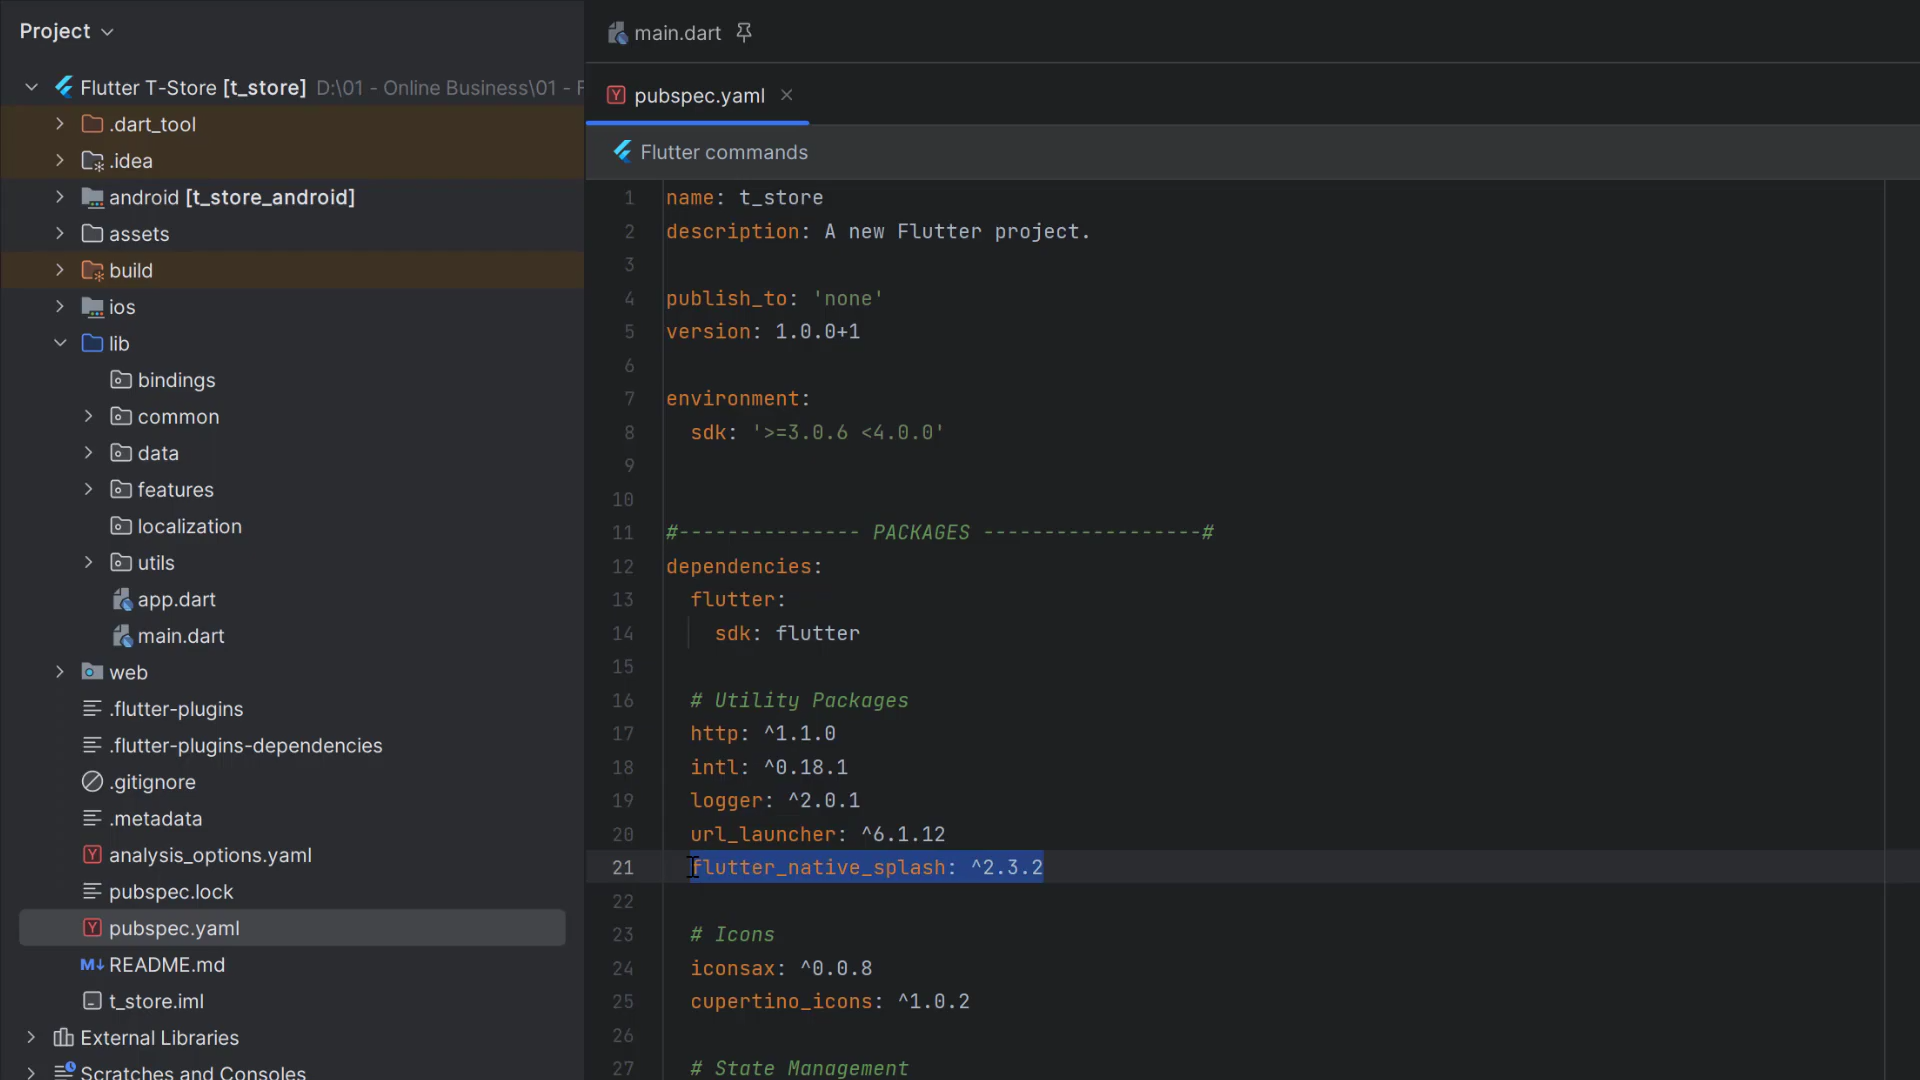 Project
Flutter T-Store [t_store] D:\01 - Online Business\01 - F
.dart_tool
.idea
android [t_store_android]
assets
build
ios
lib
bindings
common
data
features
localization
utils
app.dart
main.dart
web
.flutter-plugins
.flutter-plugins-dependencies
.gitignore
.metadata
analysis_options.yaml
pubspec.lock
pubspec.yaml
M↓ README.md
t_store.iml
External Libraries
Scratches and Consoles
main.dart
Y pubspec.yaml
Flutter commands
1 name: t_store
2 description: A new Flutter project.
3
4 publish_to: 'none'
5 version: 1.0.0+1
6
7 environment:
8 sdk: '>=3.0.6 <4.0.0'
9
10
11 #--------------- PACKAGES ------------------#
12 dependencies:
13 flutter:
14 sdk: flutter
15
16 # Utility Packages
17 http: ^1.1.0
18 intl: ^0.18.1
19 logger: ^2.0.1
20 url_launcher: ^6.1.12
21 flutter_native_splash: ^2.3.2
22
23 # Icons
24 iconsax: ^0.0.8
25 cupertino_icons: ^1.0.2
26
27 # State Management